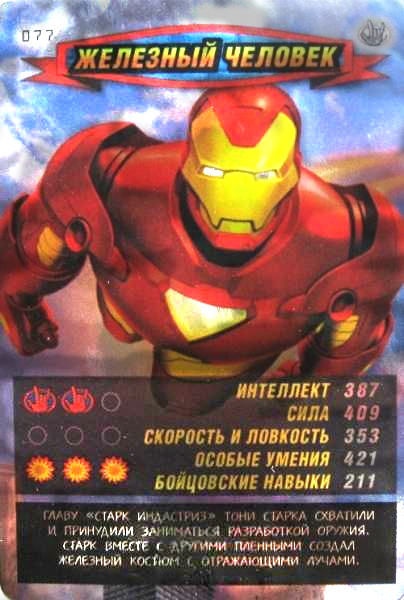 077
ЖЕЛЕЗНЫЙ ЧЕЛОВЕК
ИНТЕЛЛЕКТ 387
СИЛА 409
СКОРОСТЬ И ЛОВКОСТЬ 353
ОСОБЫЕ УМЕНИЯ 421
БОЙЦОВСКИЕ НАВЫКИ 211
ГЛАВУ «СТАРК ИНДАСТРИЗ» ТОНИ СТАРКА СХВАТИЛИ
И ПРИНУДИЛИ ЗАНИМАТЬСЯ РАЗРАБОТКОЙ ОРУЖИЯ.
СТАРК ВМЕСТЕ С ДРУГИМИ ПЛЕННЫМИ СОЗДАЛ
ЖЕЛЕЗНЫЙ КОСТЮМ С ОТРАЖАЮЩИМИ ЛУЧАМИ.